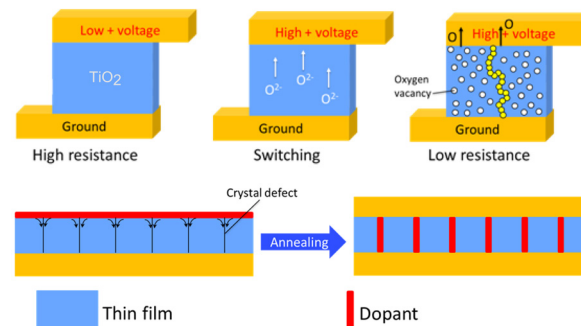 Low + voltage
High + voltage
O
O
High + voltage
TiO2
O2-
O2-
O2-
Oxygen
vacancy
Ground
Ground
Ground
High resistance
Switching
Low resistance
Crystal defect
Annealing
Thin film
Dopant